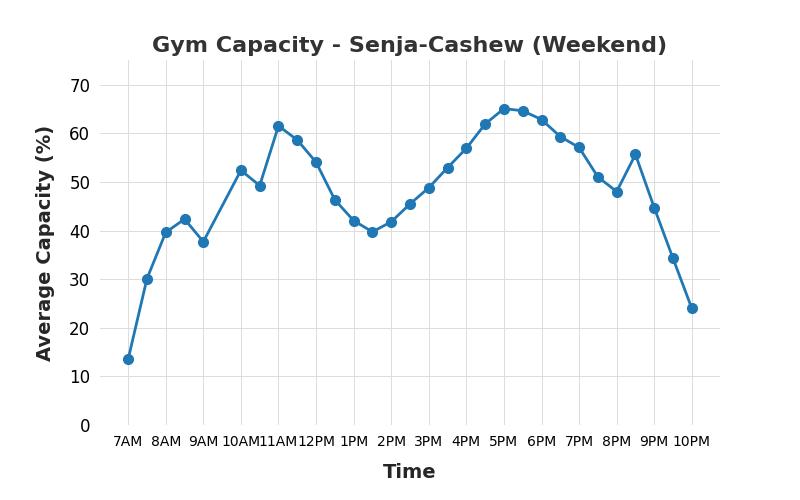 Gym Capacity - Senja-Cashew (Weekend)
Average Capacity (%)
70
60
50
40
30
20
10
0
7AM 8AM 9AM 10AM 11AM 12PM 1PM 2PM 3PM 4PM 5PM 6PM 7PM 8PM 9PM 10PM
Time